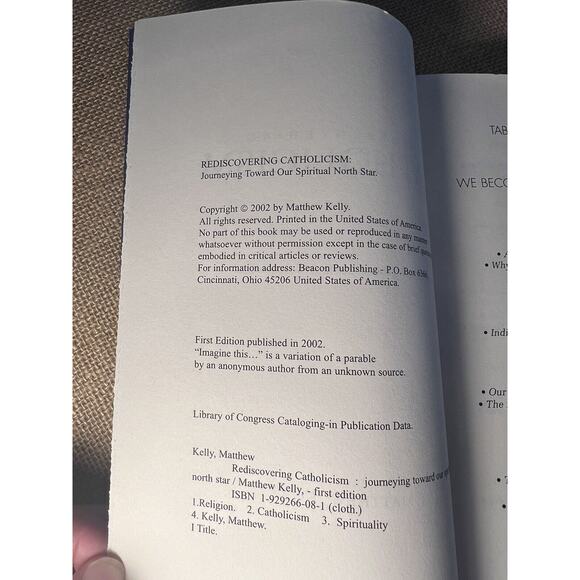 REDISCOVERING CATHOLICISM:
Journeying Toward Our Spiritual North Star.
Copyright © 2002 by Matthew Kelly.
All rights reserved. Printed in the United States of America
No part of this book may be used or reproduced in any manner
whatsoever without permission except in the case of brief
embodied in critical articles or reviews.
For information address: Beacon Publishing - P.O. Box
Cincinnati, Ohio 45206 United States of America.
First Edition published in 2002.
"Imagine this..." is a variation of a parable
by an anonymous author from an unknown source.
Library of Congress Cataloging-in Publication Data.
Kelly, Matthew
Rediscovering Catholicism : journeying toward our
north star / Matthew Kelly, - first edition
ISBN 1-929266-08-1 (cloth.)
1.Religion. 2. Catholicism 3. Spirituality
4. Kelly, Matthew.
I Title.
TAB
WE BECO
• Why
• Indi
• Our
• The